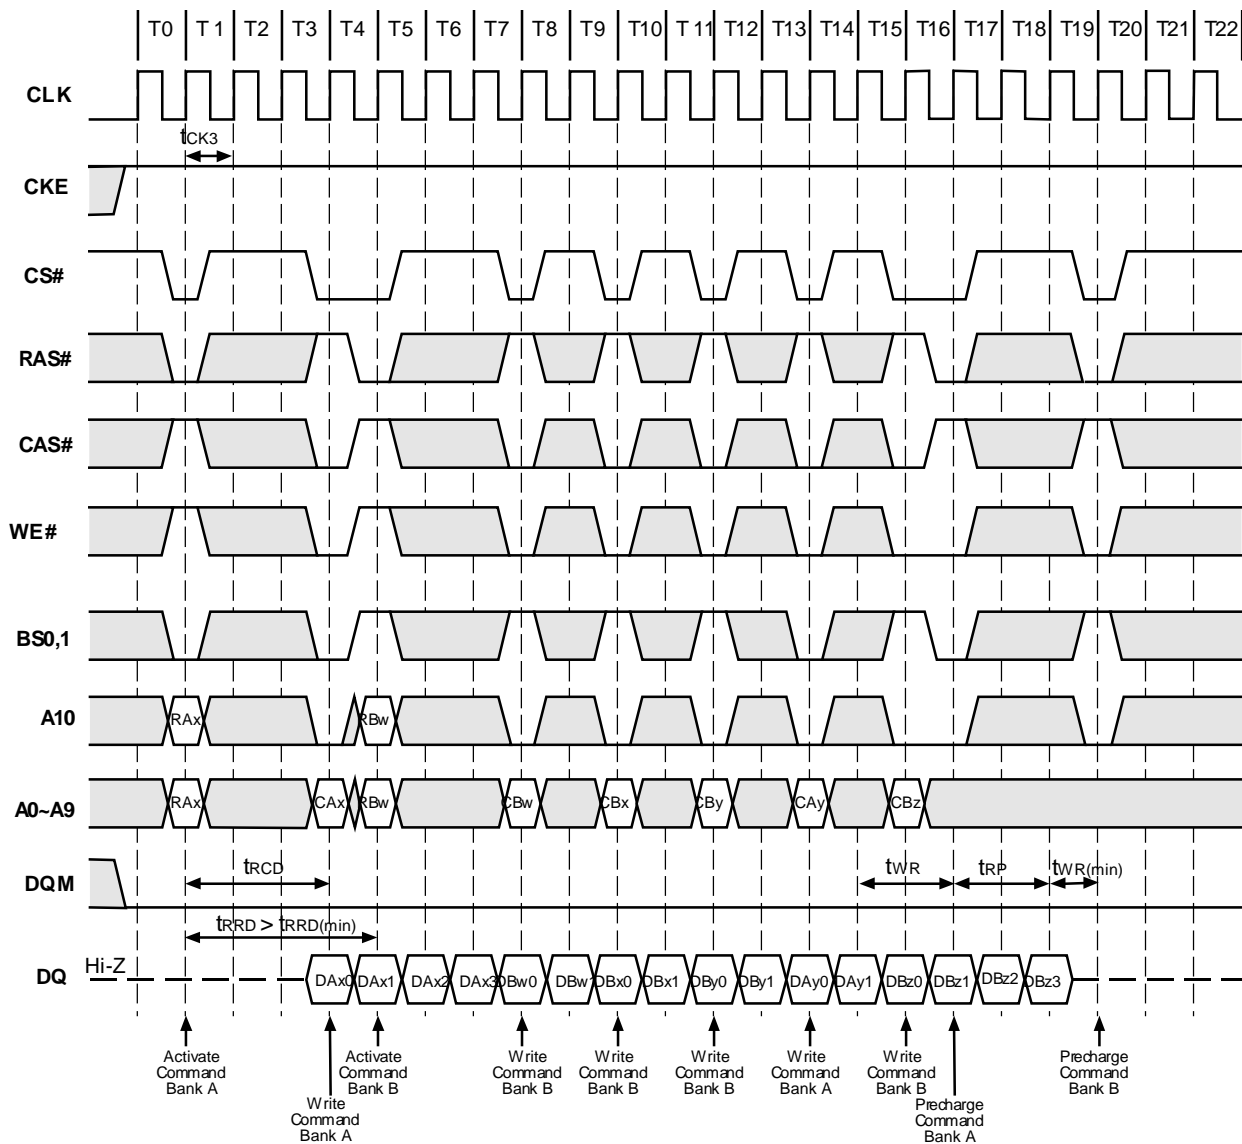 T0 T1 T2 T3 T4 T5 T6 T7 T8 T9 T10 T11 T12 T13 T14 T15 T16 T17 T18 T19 T20 T21 T22
CLK
tCK3
CKE
CS#
RAS#
CAS#
WE#
BS0,1
A10
RAx RBw
A0~A9
RAx CAx RBw CBw CBx CBy CAy CBz
DQM
tRCD tWR tRP tWR(min)
tRRD > tRRD(min)
DQ
Hi-Z
DAx0 DAx1 DAx2 DAx3 DBw0 DBw1 DBx0 DBx1 DBy0 DBy1 DAy0 DAy1 DBz0 DBz1 DBz2 DBz3
Activate
Command
Bank A
Write
Command
Bank A
Activate
Command
Bank B
Write
Command
Bank B
Write
Command
Bank B
Write
Command
Bank B
Write
Command
Bank A
Write
Command
Bank B
Precharge
Command
Bank A
Precharge
Command
Bank B